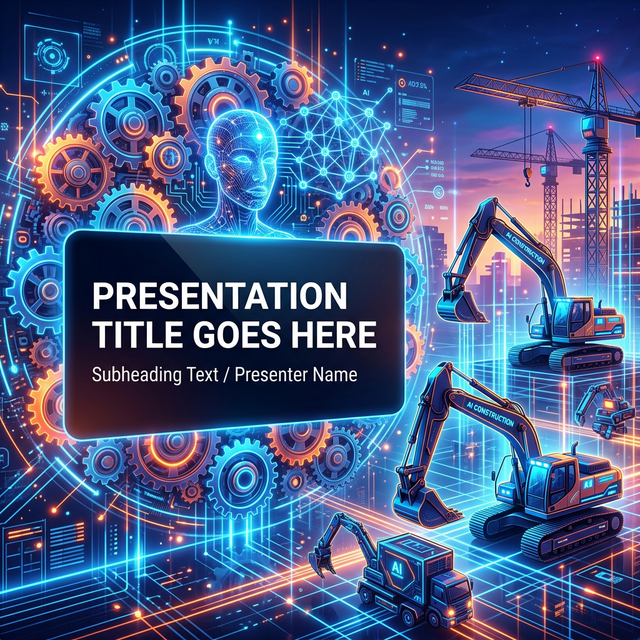 AI
PRESENTATION
TITLE GOES HERE
Subheading Text / Presenter Name
AI CONSTRUCTION
AI CONSTRUCTION
AI